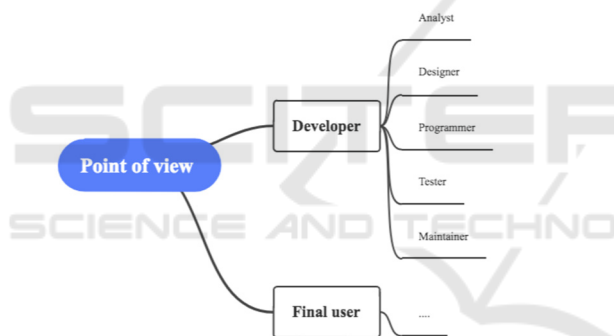 Analyst
Designer
Developer
Programmer
Point of view
Tester
SCIENCE AND TECHNO
Maintainer
Final user
....